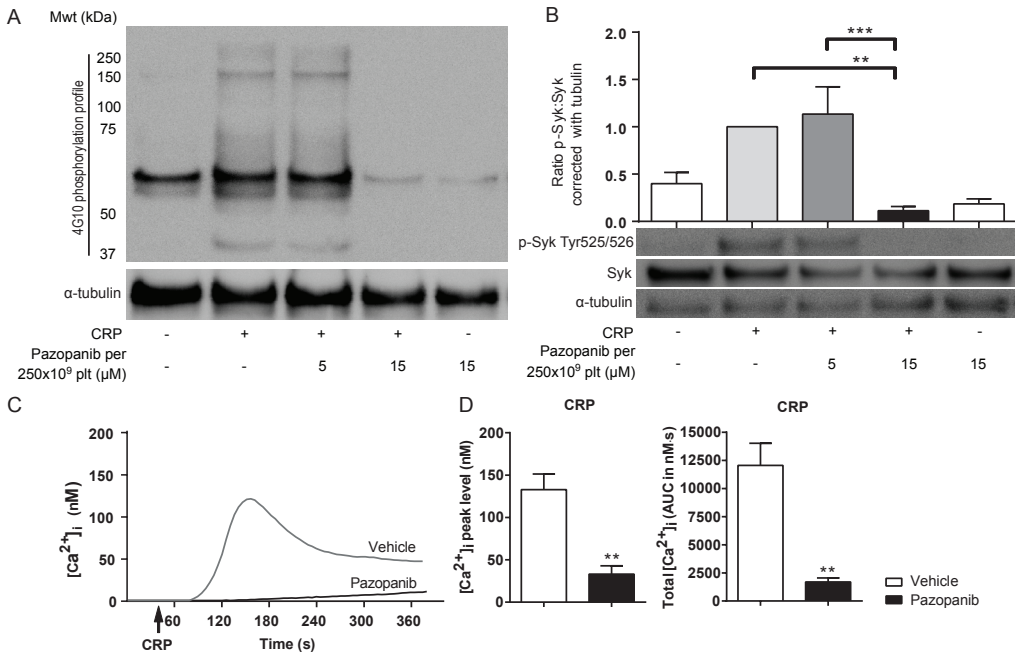 A
Mwt (kDa)
250
150
100
75
50
37
4G10 phosphorylation profile
α-tubulin
CRP - + + + -
Pazopanib per
250x10⁹ plt (μM) - - 5 15 15
B
2.0
1.5
1.0
0.5
0.0
Ratio p-Syk:Syk
corrected with tubulin
***
**
p-Syk Tyr525/526
Syk
α-tubulin
CRP - + + + -
Pazopanib per
250x10⁹ plt (μM) - - 5 15 15
C
200
150
100
50
0
[Ca²⁺]ᵢ (nM)
Vehicle
Pazopanib
60 120 180 240 300 360
CRP
Time (s)
D
CRP
200
150
100
50
0
[Ca²⁺]ᵢ peak level (nM)
**
CRP
15000
12500
9000
7500
2500
0
Total [Ca²⁺]ᵢ (AUC in nM·s)
**
Vehicle
Pazopanib